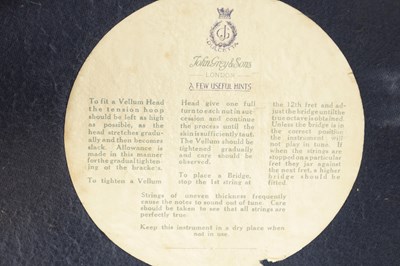 John Grey & Sons
LONDON
A FEW USEFUL HINTS
To fit a Vellum Head
the tension hoop
should be left as high
as possible, as the
head stretches gradu-
ally and then becomes
slack. Allowance is
made in this manner
for the gradual tighten-
ing of the brackets.
To tighten a Vellum
Head give one full
turn to each nut in suc-
cession and continue
the process until the
skin is sufficiently taut.
The Vellum should be
tightened gradually
and care should be
observed.
To place a Bridge,
stop the 1st string at
the 12th fret and ad-
just the bridge until the
true octave is obtained.
Unless the bridge is in
the correct position
the instrument will
not play in tune. If
when the strings are
stopped on a particular
fret they jar against
the next fret, a higher
bridge should be
fitted.
Strings of uneven thickness frequently
cause the notes to sound out of tune. Care
should be taken to see that all strings are
perfectly true.
Keep this instrument in a dry place when
not in use.